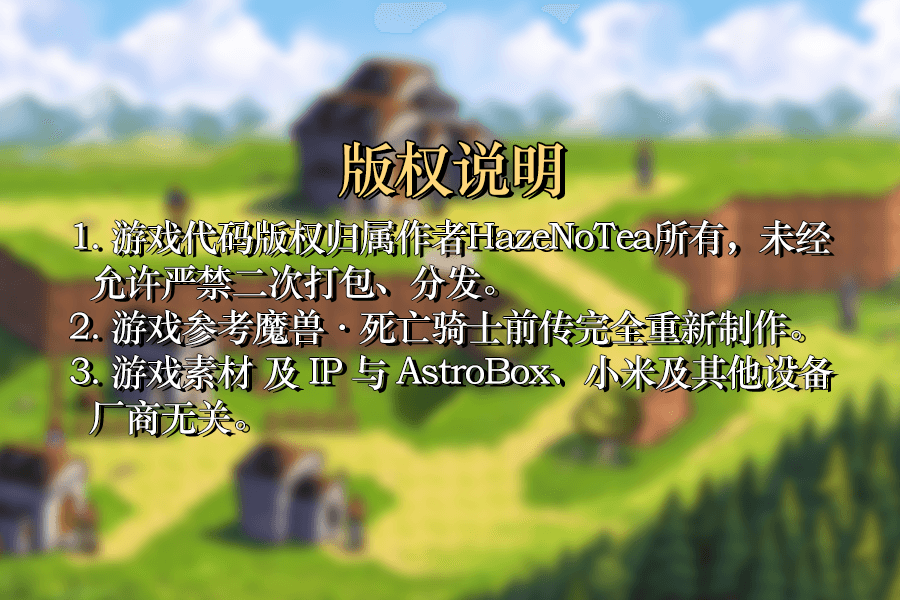 版权说明
1. 游戏代码版权归属作者HazeNoTea所有，未经
允许严禁二次打包、分发。
2. 游戏参考魔兽·死亡骑士前传完全重新制作。
3. 游戏素材 及 IP 与 AstroBox、小米及其他设备
厂商无关。